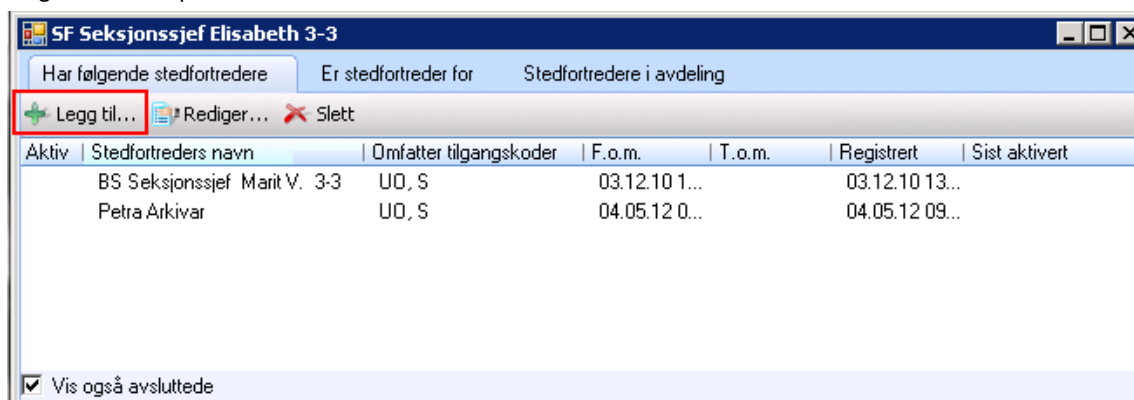 SF Seksjonssjef Elisabeth 3-3
Har følgende stedfortredere Er stedfortreder for Stedfortredere i avdeling
Legg til... Rediger... Slett
Aktiv Stedfortreders navn Omfatter tilgangskoder F.o.m. T.o.m. Registrert Sist aktivert
BS Seksjonssjef Marit V. 3-3 UO, S 03.12.10 1... 03.12.10 13...
Petra Arkivar UO, S 04.05.12 0... 04.05.12 09...
Vis også avsluttede